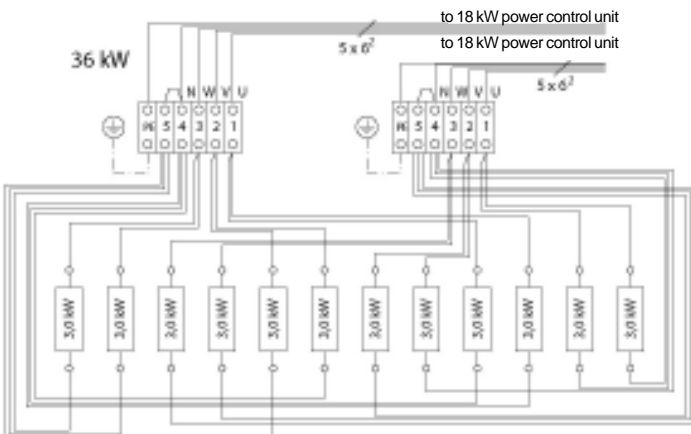 to 18 kW power control unit
to 18 kW power control unit
36 kW
5 x 6²
5 x 6²
N W V U
N W V U
PE 5 4 3 2 1
PE 5 4 3 2 1
3,0 kW 3,0 kW 3,0 kW 3,0 kW 3,0 kW 3,0 kW 3,0 kW 3,0 kW 3,0 kW 3,0 kW 3,0 kW 3,0 kW